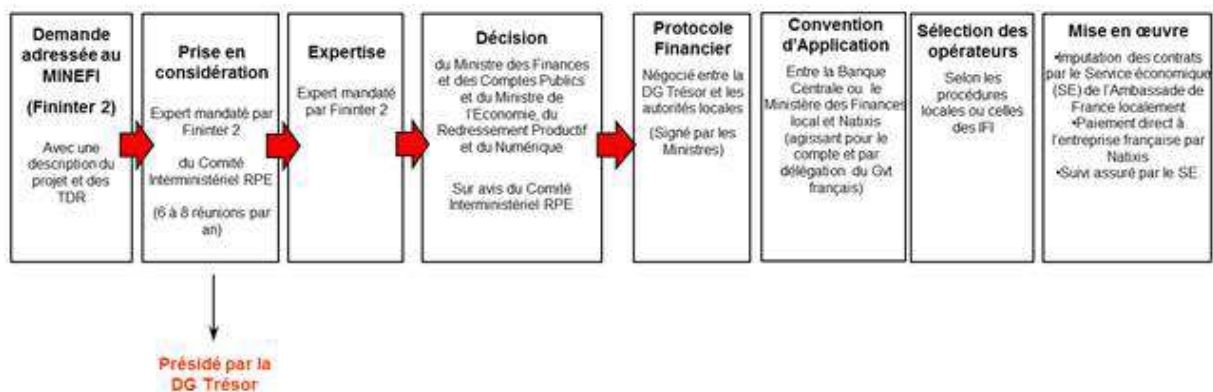 Demande
adressée au
MINEFI
(Fininter 2)
Avec une
description du
projet et des
TDR
Prise en
considération
Expert mandaté par
Fininter 2
du Comité
Interministériel RPE
(6 à 8 réunions par
an)
Expertise
Expert mandaté
par Fininter 2
Décision
du Ministre des Finances
et des Comptes Publics
et du Ministre de
l'Economie, du
Redressement Productif
et du Numérique
Sur avis du Comité
Interministériel RPE
Protocole
Financier
Négocié entre la
DG Trésor et les
autorités locales
(Signé par les
Ministres)
Convention
d'Application
Entre la Banque
Centrale ou le
Ministère des Finances
local et Natixis
(agissant pour le
compte et par
délégation du Gvt
français)
Sélection des
opérateurs
Selon les
procédures
locales ou celles
des IFI
Mise en œuvre
•Imputation des contrats
par le Service économique
(SE) de l'Ambassade de
France localement
•Paiement direct à
l'entreprise française par
Natixis
•Suivi assuré par le SE
Présidé par la
DG Trésor